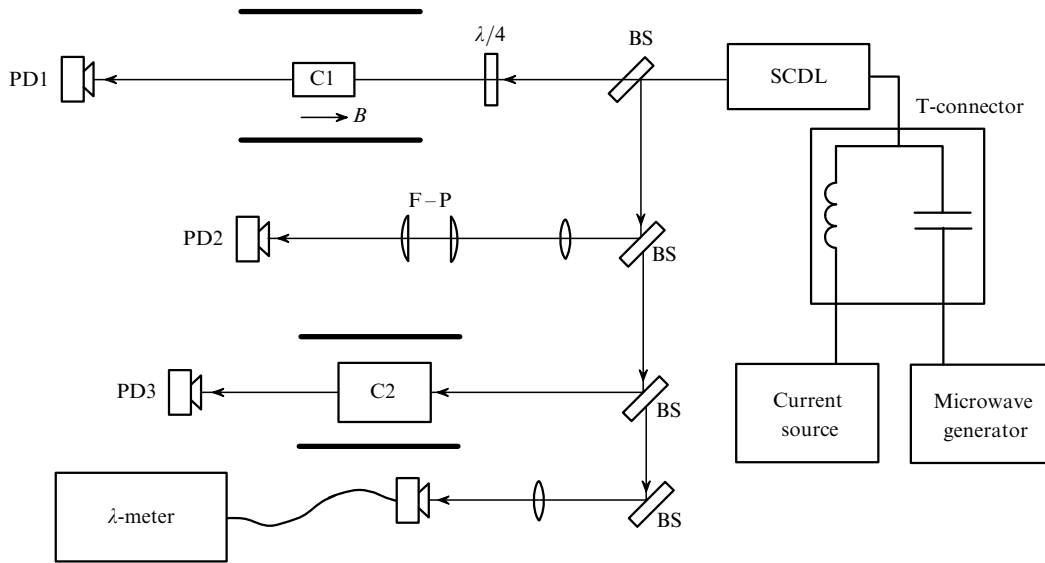 λ/4
BS
PD1
C1
SCDL
B
T-connector
F – P
PD2
BS
PD3
C2
BS
Current
source
Microwave
generator
λ-meter
BS